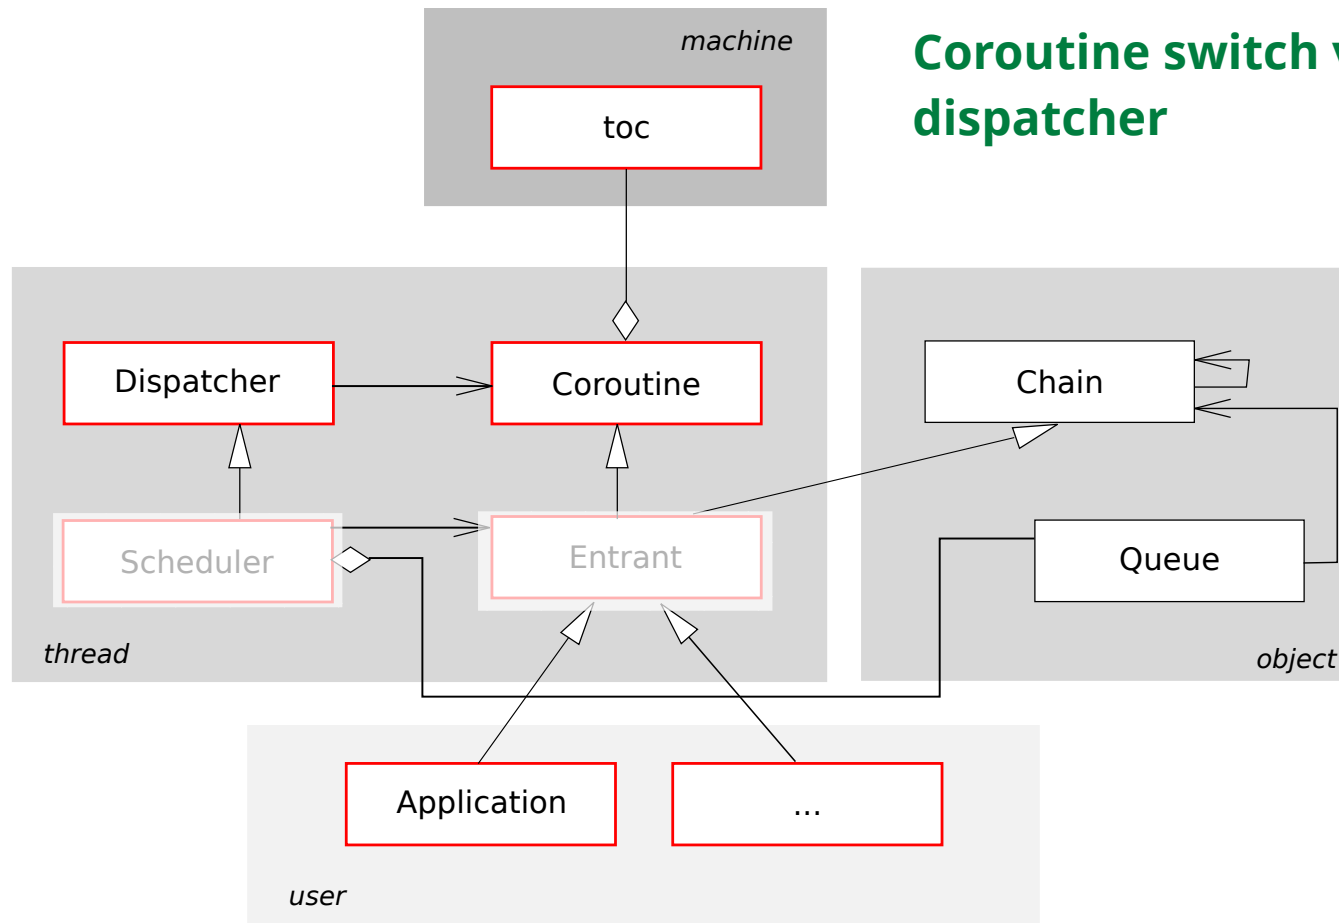 machine
Coroutine switch
dispatcher
toc
Dispatcher
Coroutine
Chain
Scheduler
Entrant
Queue
thread
object
Application
...
user